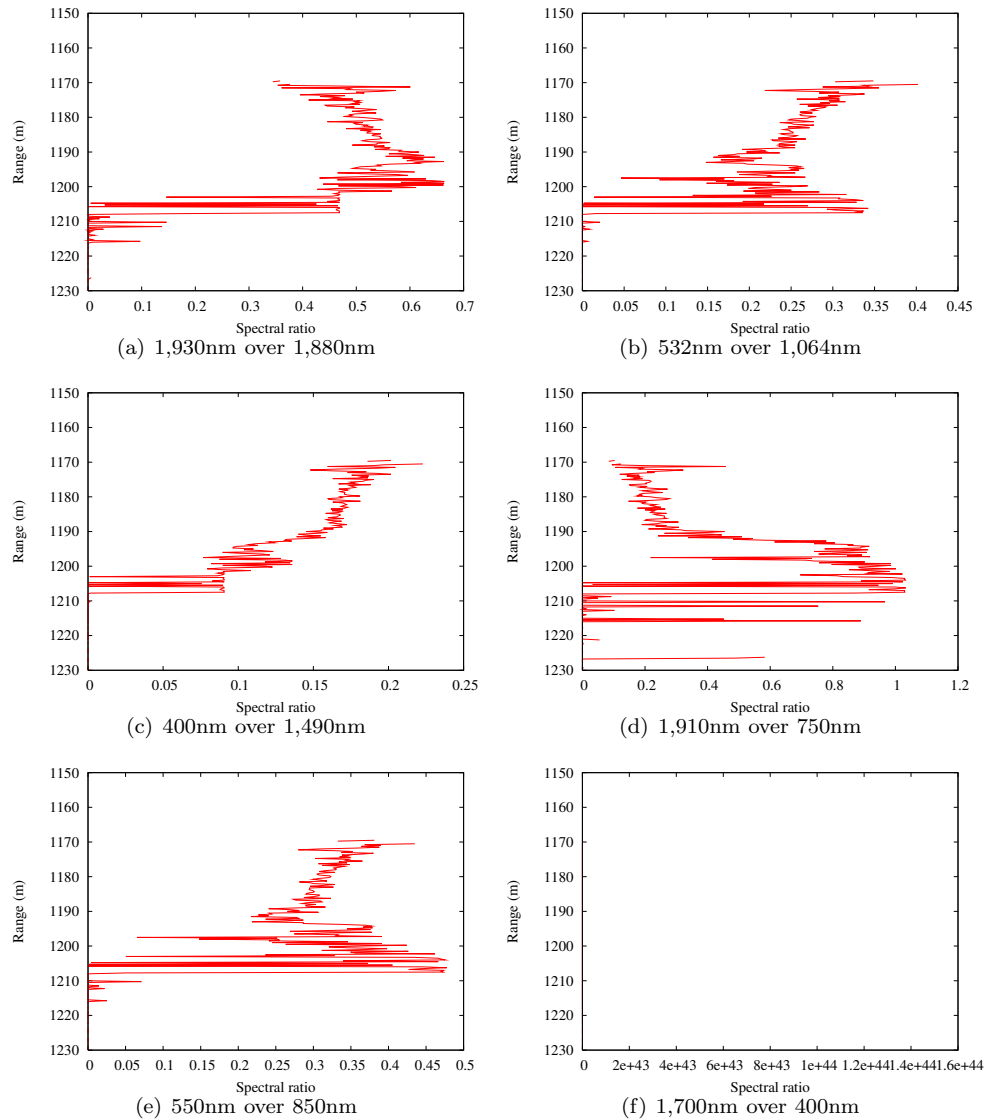 1150
1160
1170
1180
1190
1200
1210
1220
1230
Range (m)
0 0.1 0.2 0.3 0.4 0.5 0.6 0.7
Spectral ratio
(a) 1,930nm over 1,880nm
1150
1160
1170
1180
1190
1200
1210
1220
1230
Range (m)
0 0.05 0.1 0.15 0.2 0.25 0.3 0.35 0.4 0.45
Spectral ratio
(b) 532nm over 1,064nm
1150
1160
1170
1180
1190
1200
1210
1220
1230
Range (m)
0 0.05 0.1 0.15 0.2 0.25
Spectral ratio
(c) 400nm over 1,490nm
1150
1160
1170
1180
1190
1200
1210
1220
1230
Range (m)
0 0.2 0.4 0.6 0.8 1 1.2
Spectral ratio
(d) 1,910nm over 750nm
1150
1160
1170
1180
1190
1200
1210
1220
1230
Range (m)
0 0.05 0.1 0.15 0.2 0.25 0.3 0.35 0.4 0.45 0.5
Spectral ratio
(e) 550nm over 850nm
1150
1160
1170
1180
1190
1200
1210
1220
1230
Range (m)
0 2e+43 4e+43 6e+43 8e+43 1e+44 1.2e+44 1.4e+44 1.6e+44
Spectral ratio
(f) 1,700nm over 400nm